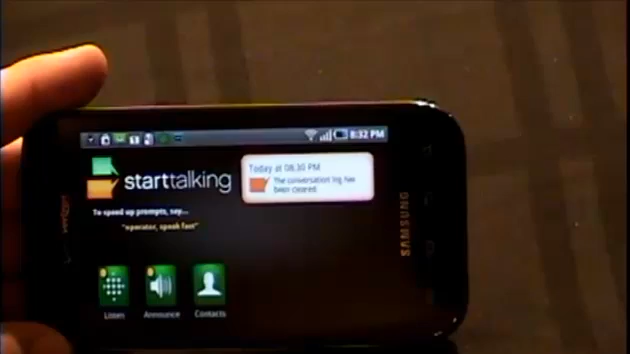 8:32 PM
starttalking
Today at 08:30 PM
The conversation log has
been cleared
To speed up prompts, say...
"operator, speak fast"
Listen
Announce
Contacts
SAMSUNG
verizon